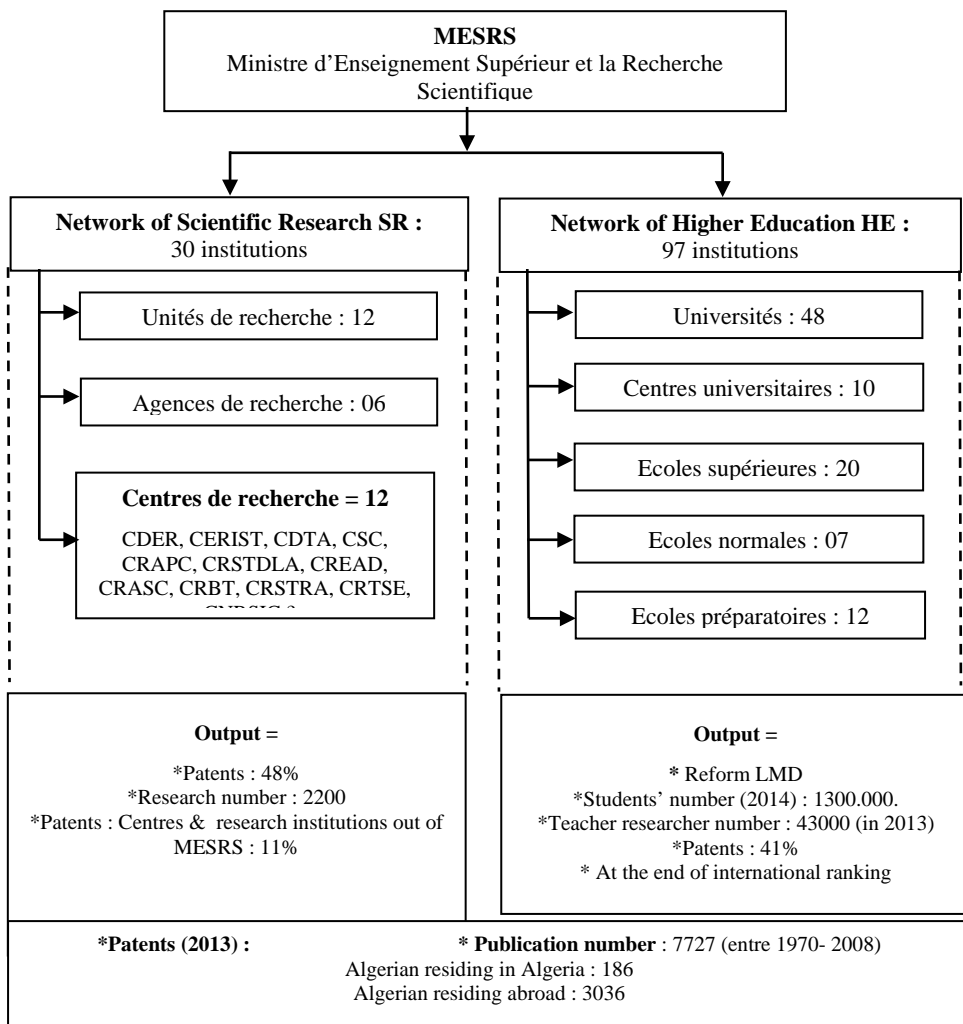 MESRS
Ministre d’Enseignement Supérieur et la Recherche
Scientifique
Network of Scientific Research SR :
30 institutions
Unités de recherche : 12
Agences de recherche : 06
Centres de recherche = 12
CDER, CERIST, CDTA, CSC,
CRAPC, CRSTDLA, CREAD,
CRASC, CRBT, CRSTRA, CRTSE,
Output =
*Patents : 48%
*Research number : 2200
*Patents : Centres & research institutions out of
MESRS : 11%
Network of Higher Education HE :
97 institutions
Universités : 48
Centres universitaires : 10
Ecoles supérieures : 20
Ecoles normales : 07
Ecoles préparatoires : 12
Output =
* Reform LMD
*Students’ number (2014) : 1300.000.
*Teacher researcher number : 43000 (in 2013)
*Patents : 41%
* At the end of international ranking
*Patents (2013) : * Publication number : 7727 (entre 1970- 2008)
Algerian residing in Algeria : 186
Algerian residing abroad : 3036